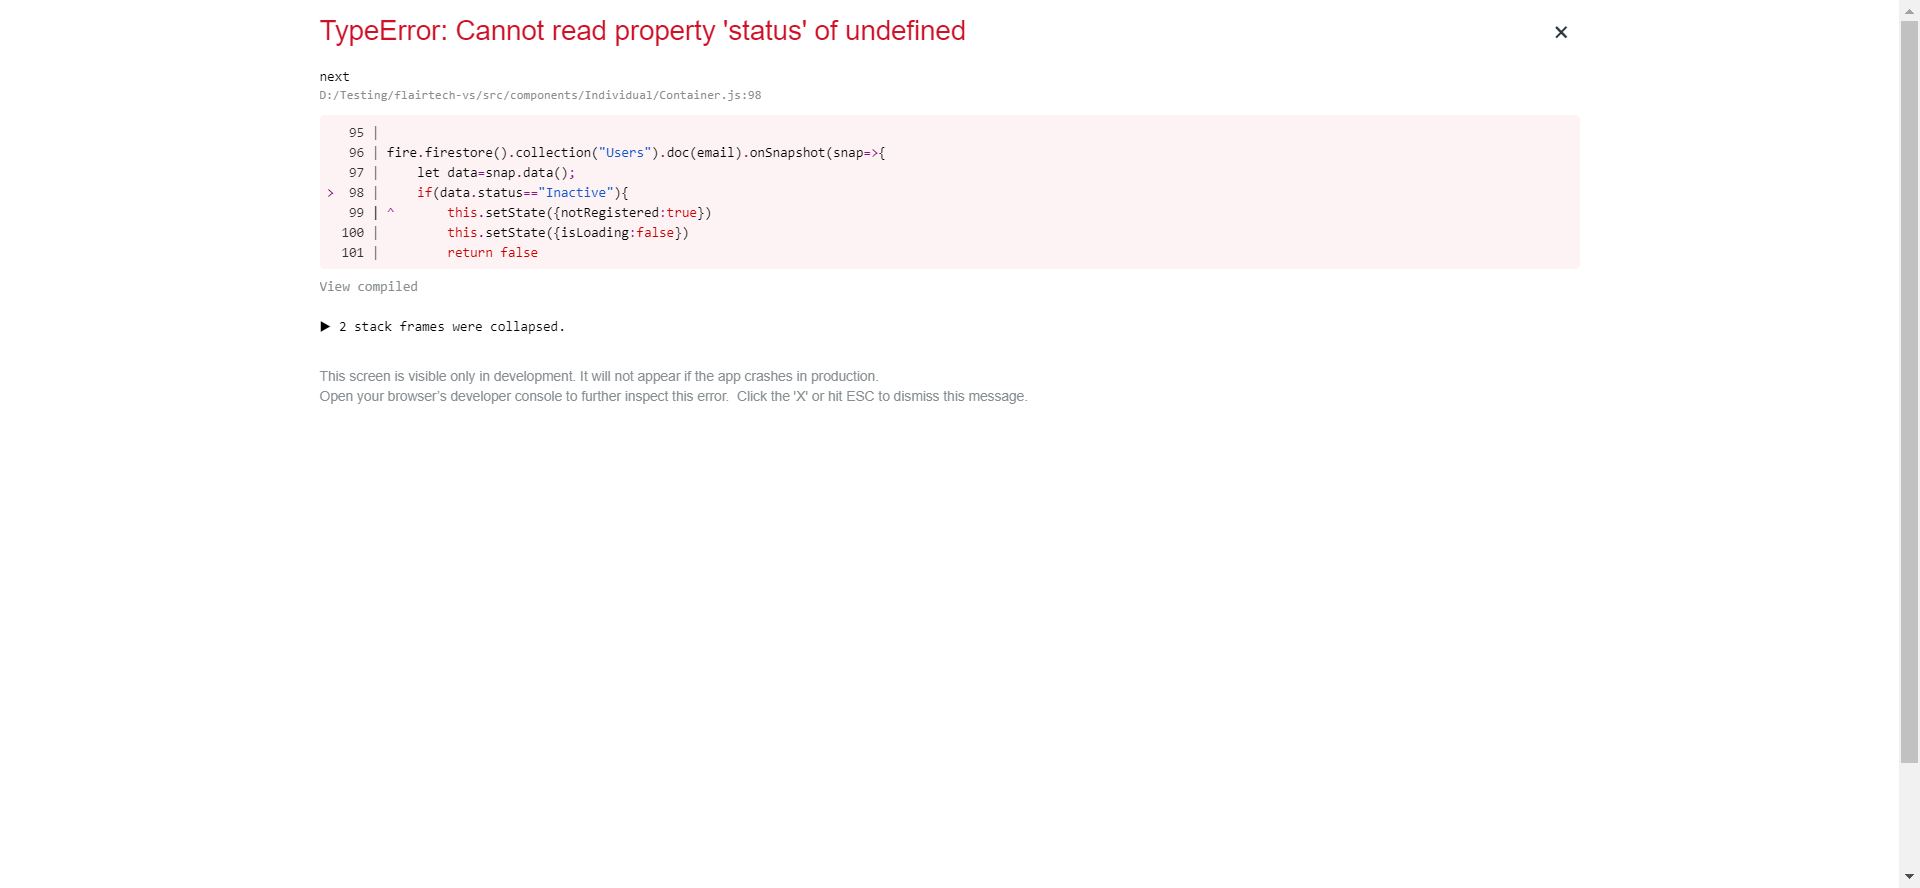 TypeError: Cannot read property 'status' of undefined
×
next
D:/Testing/flairtech-vs/src/components/Individual/Container.js:98
95 |
96 | fire.firestore().collection("Users").doc(email).onSnapshot(snap=>{
97 |     let data=snap.data();
> 98 |     if(data.status=="Inactive"){
99 | ^       this.setState({notRegistered:true})
100 |         this.setState({isLoading:false})
101 |         return false
View compiled
▶ 2 stack frames were collapsed.
This screen is visible only in development. It will not appear if the app crashes in production.
Open your browser’s developer console to further inspect this error.  Click the 'X' or hit ESC to dismiss this message.